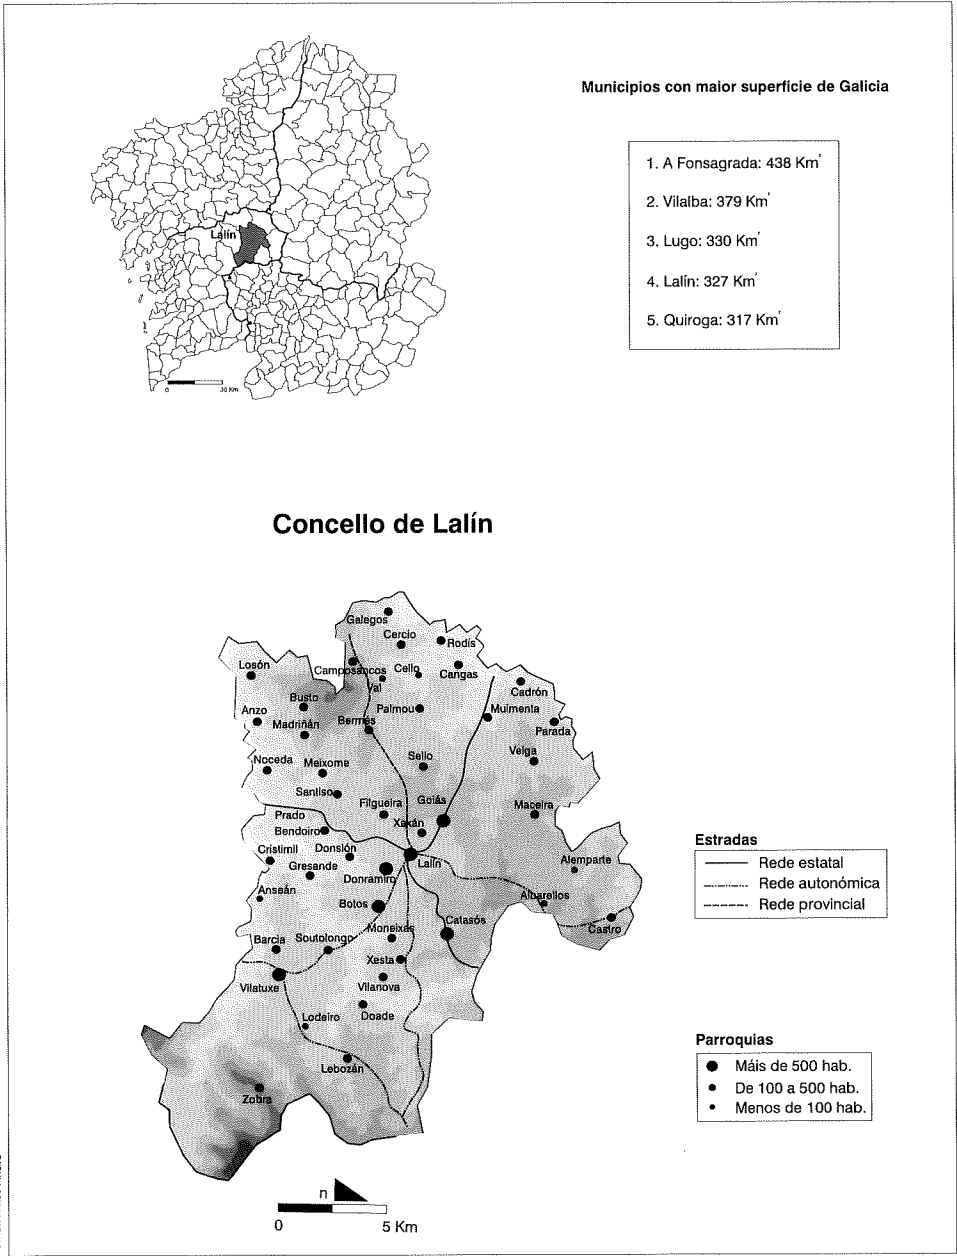 Municipios con maior superficie de Galicia
1. A Fonsagrada: 438 Km'
2. Vilalba: 379 Km'
3. Lugo: 330 Km'
4. Lalín: 327 Km'
5. Quiroga: 317 Km'
Lalín
0 30 Km
Concello de Lalín
Galegos
Cercio
Rodís
Losón
Camposancos
Cello
Cangas
Val
Cadrón
Busto
Anzo
Palmou
Muimenta
Madriñán
Bermés
Parada
Noceda
Meixome
Sello
Veiga
Santiso
Filgueira
Goiás
Maceira
Prado
Bendoiro
Xaxán
Cristimil
Donsión
Lalín
Alemparte
Gresande
Donramiro
Anseán
Botos
Albarellos
Moneixas
Catasós
Castro
Barcia
Soutolongo
Xesta
Vilatuxe
Vilanova
Lodeiro
Doade
Lebozán
Zobra
Estradas
Rede estatal
Rede autonómica
Rede provincial
Parroquias
Máis de 500 hab.
De 100 a 500 hab.
Menos de 100 hab.
n
0 5 Km